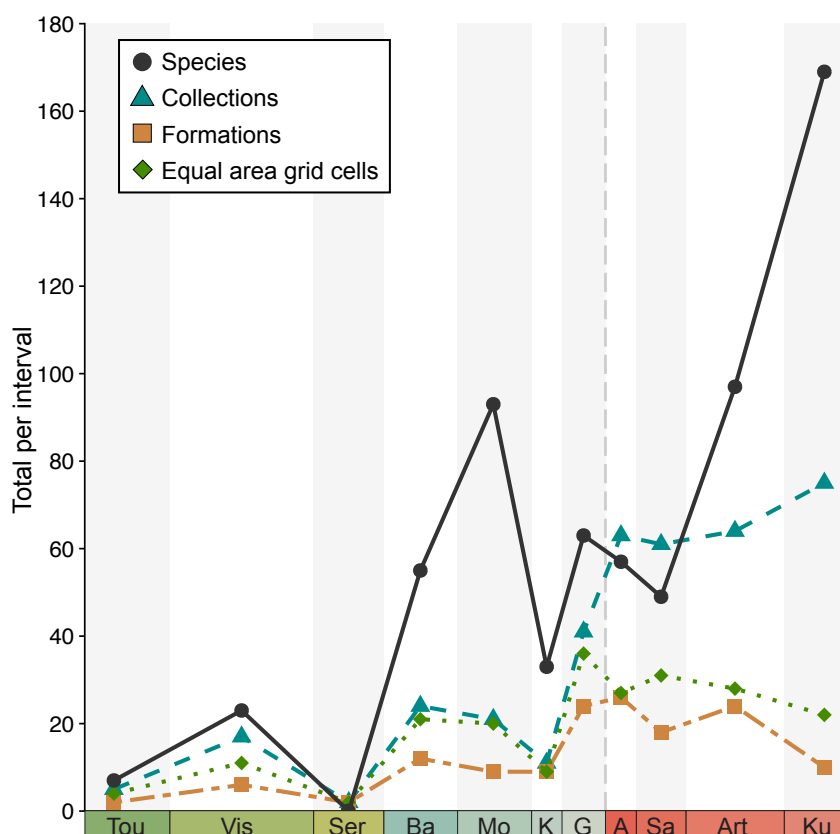 180
160
140
120
100
80
60
40
20
0
Total per interval
Species
Collections
Formations
Equal area grid cells
Tou Vis Ser Ba Mo K G A Sa Art Ku